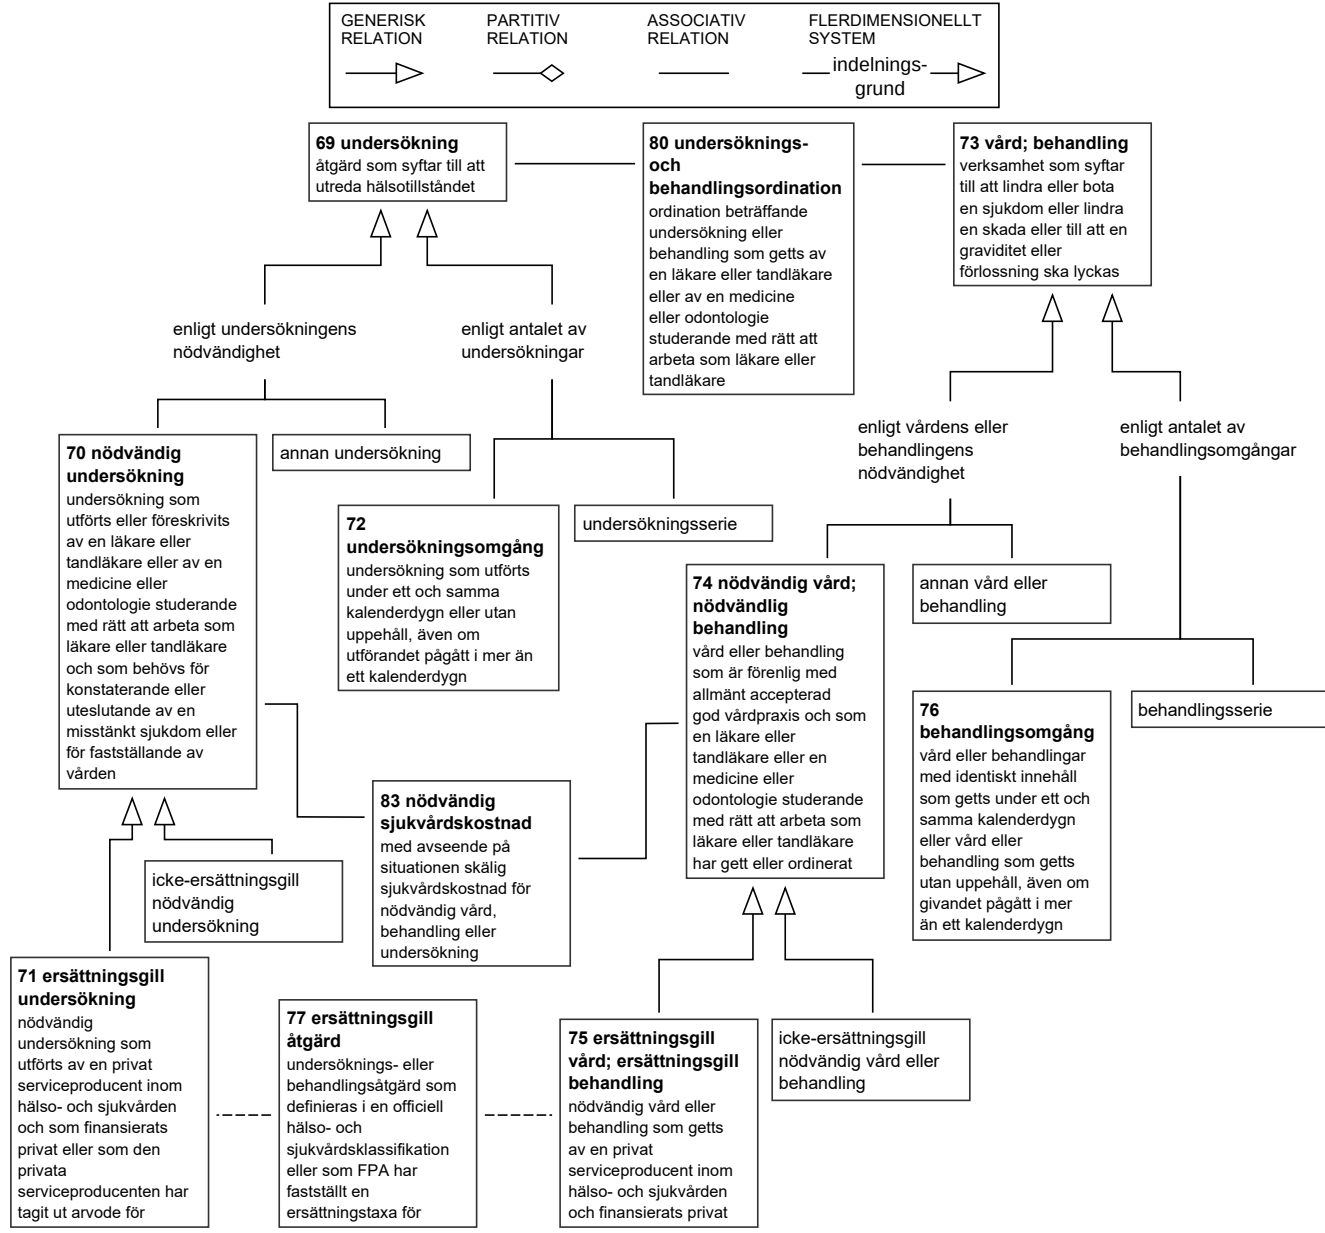 GENERISK
RELATION
PARTITIV
RELATION
ASSOCIATIV
RELATION
FLERDIMENSIONELLT
SYSTEM
indelnings-
grund
69 undersökning
åtgärd som syftar till att
utreda hälsotillståndet
80 undersöknings-
och
behandlingsordination
ordination beträffande
undersökning eller
behandling som getts av
en läkare eller tandläkare
eller av en medicine
eller odontologie
studerande med rätt att
arbeta som läkare eller
tandläkare
73 vård; behandling
verksamhet som syftar
till att lindra eller bota
en sjukdom eller lindra
en skada eller till att en
graviditet eller
förlossning ska lyckas
enligt undersökningens
nödvändighet
enligt antalet av
undersökningar
enligt vårdens eller
behandlingens
nödvändighet
enligt antalet av
behandlingsomgångar
70 nödvändig
undersökning
undersökning som
utförts eller föreskrivits
av en läkare eller
tandläkare eller av en
medicine eller
odontologie studerande
med rätt att arbeta som
läkare eller tandläkare
och som behövs för
konstaterande eller
uteslutande av en
misstänkt sjukdom eller
för fastställande av
vården
annan undersökning
72
undersökningsomgång
undersökning som utförts
under ett och samma
kalenderdygn eller utan
uppehåll, även om
utförandet pågått i mer än
ett kalenderdygn
undersökningsserie
74 nödvändig vård;
nödvändlig
behandling
vård eller behandling
som är förenlig med
allmänt accepterad
god vårdpraxis och som
en läkare eller
tandläkare eller en
medicine eller
odontologie studerande
med rätt att arbeta som
läkare eller tandläkare
har gett eller ordinerat
annan vård eller
behandling
76
behandlingsomgång
vård eller behandlingar
med identiskt innehåll
som getts under ett och
samma kalenderdygn
eller vård eller
behandling som getts
utan uppehåll, även om
givandet pågått i mer
än ett kalenderdygn
behandlingsserie
83 nödvändig
sjukvårdskostnad
med avseende på
situationen skälig
sjukvårdskostnad för
nödvändig vård,
behandling eller
undersökning
icke-ersättningsgill
nödvändig
undersökning
71 ersättningsgill
undersökning
nödvändig
undersökning som
utförts av en privat
serviceproducent inom
hälso- och sjukvården
och som finansierats
privat eller som den
privata
serviceproducenten har
tagit ut arvode för
77 ersättningsgill
åtgärd
undersöknings- eller
behandlingsåtgärd som
definieras i en officiell
hälso- och
sjukvårdsklassifikation
eller som FPA har
fastställt en
ersättningstaxa för
75 ersättningsgill
vård; ersättningsgill
behandling
nödvändig vård eller
behandling som getts
av en privat
serviceproducent inom
hälso- och sjukvården
och finansierats privat
icke-ersättningsgill
nödvändig vård eller
behandling